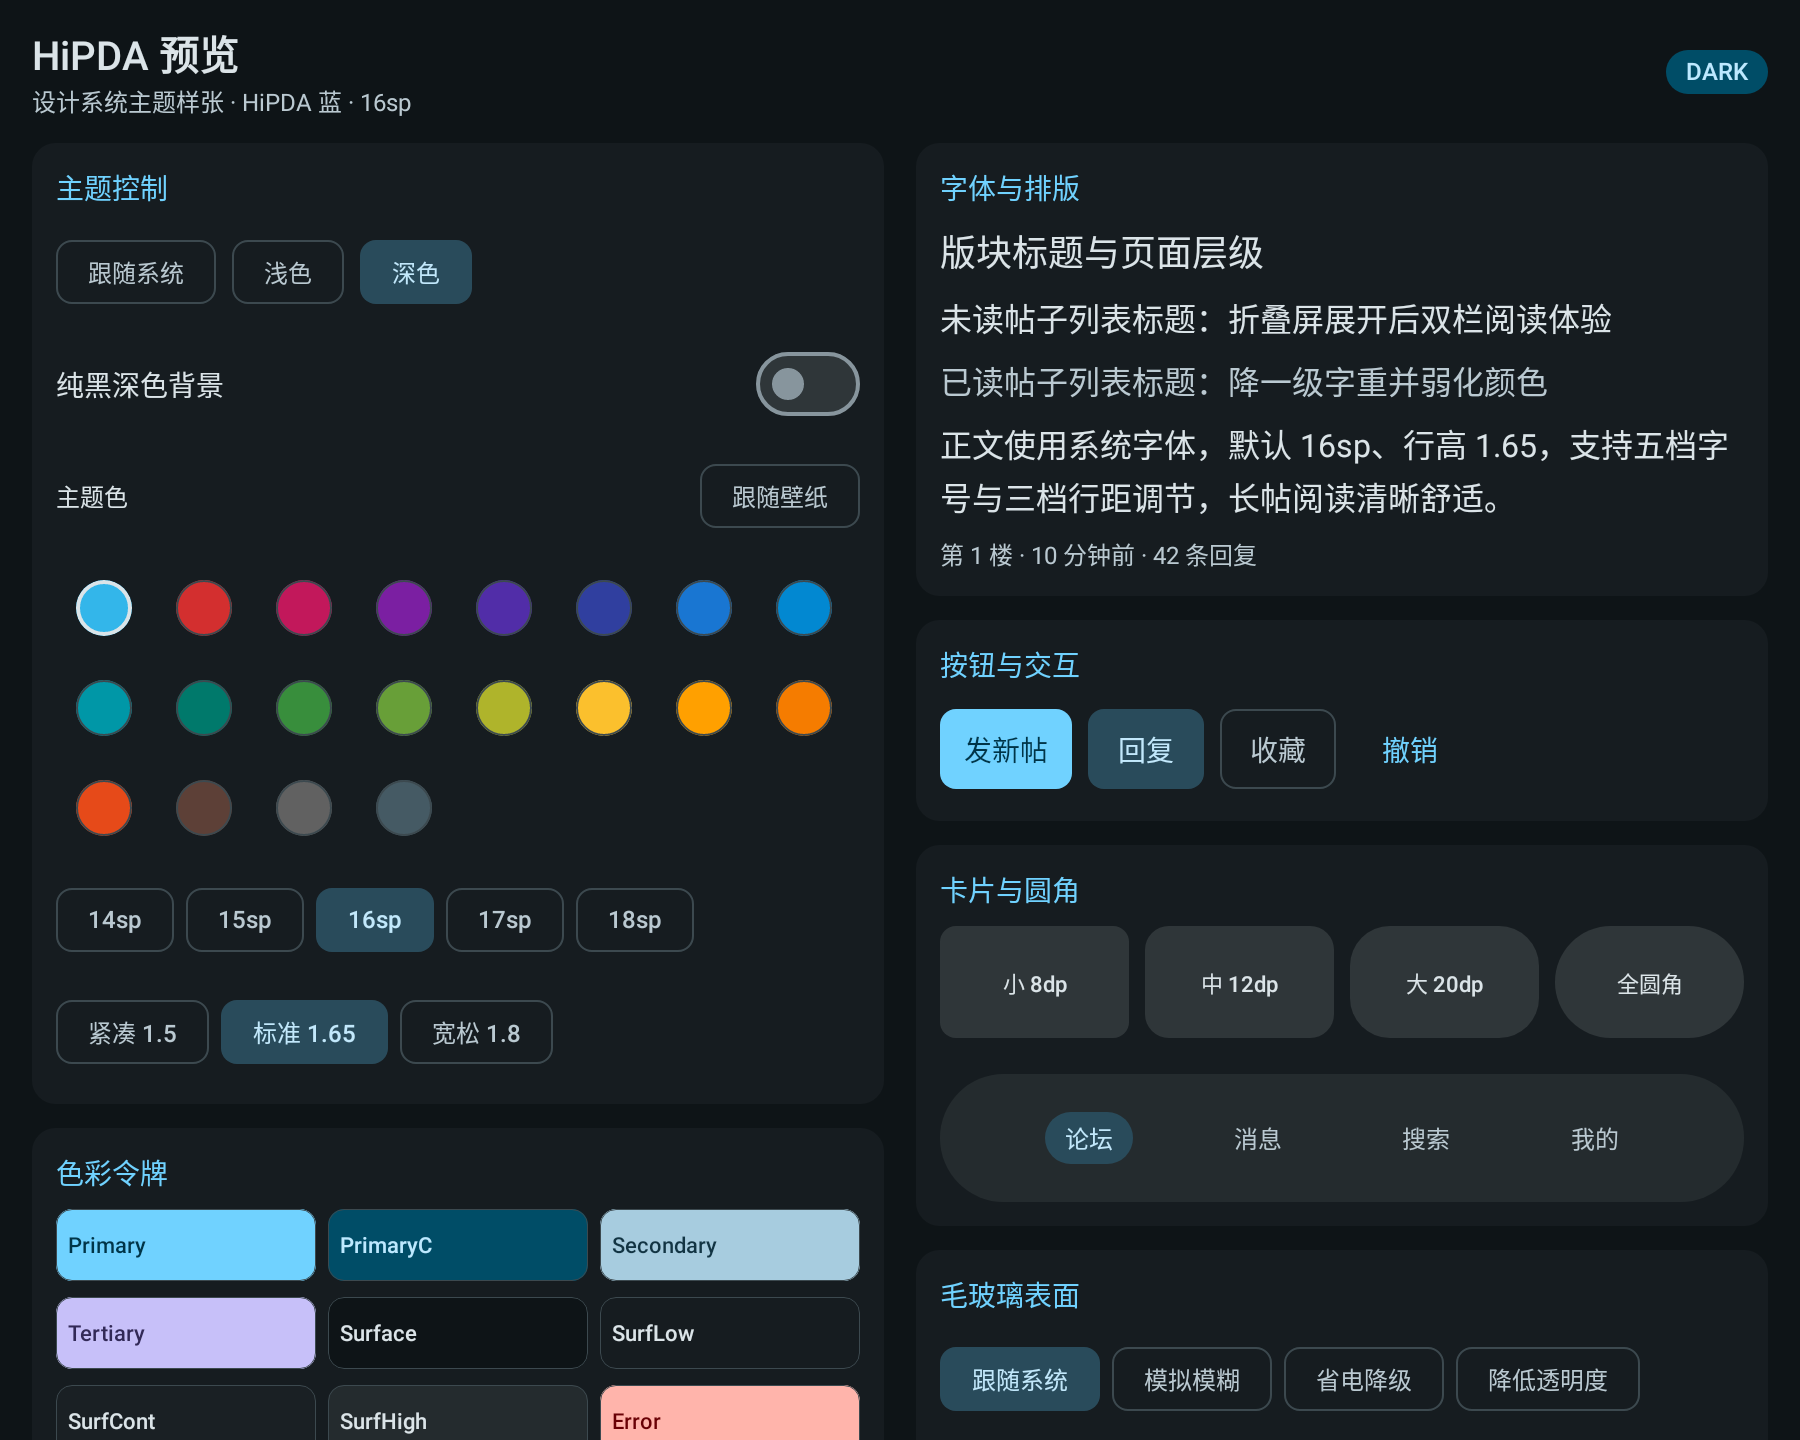 HiPDA 预览
设计系统主题样张 · HiPDA 蓝 · 16sp
DARK
主题控制
跟随系统
浅色
深色
纯黑深色背景
主题色
跟随壁纸
14sp
15sp
16sp
17sp
18sp
紧凑 1.5
标准 1.65
宽松 1.8
色彩令牌
Primary
PrimaryC
Secondary
Tertiary
Surface
SurfLow
SurfCont
SurfHigh
Error
字体与排版
版块标题与页面层级
未读帖子列表标题：折叠屏展开后双栏阅读体验
已读帖子列表标题：降一级字重并弱化颜色
正文使用系统字体，默认 16sp、行高 1.65，支持五档字
号与三档行距调节，长帖阅读清晰舒适。
第 1 楼 · 10 分钟前 · 42 条回复
按钮与交互
发新帖
回复
收藏
撤销
卡片与圆角
小 8dp
中 12dp
大 20dp
全圆角
论坛
消息
搜索
我的
毛玻璃表面
跟随系统
模拟模糊
省电降级
降低透明度